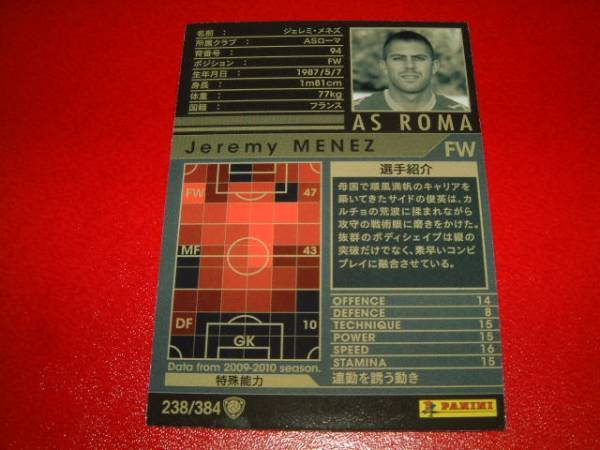 名前 : ジェレミ・メネズ
所属クラブ : ASローマ
背番号 : 94
ポジション : FW
生年月日 : 1987/5/7
身長 : 1m81cm
体重 : 77kg
国籍 : フランス
AS ROMA
Jeremy MENEZ FW
FW 47
MF 43
DF 10
GK
Data from 2009-2010 season.
特殊能力
選手紹介
母国で順風満帆のキャリアを
築いてきたサイドの俊英は、カ
ルチョの荒波に揉まれながら
攻守の戦術眼に磨きをかけた。
抜群のボディシェイプは縦の
突破だけでなく、素早いコンビ
プレイに融合させている。
OFFENCE 14
DEFENCE 8
TECHNIQUE 15
POWER 15
SPEED 16
STAMINA 15
連動を誘う動き
238/384
PANINI